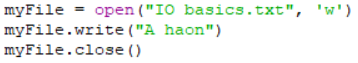 myFile = open("IO basics.txt", 'w')
myFile.write("A haon")
myFile.close()